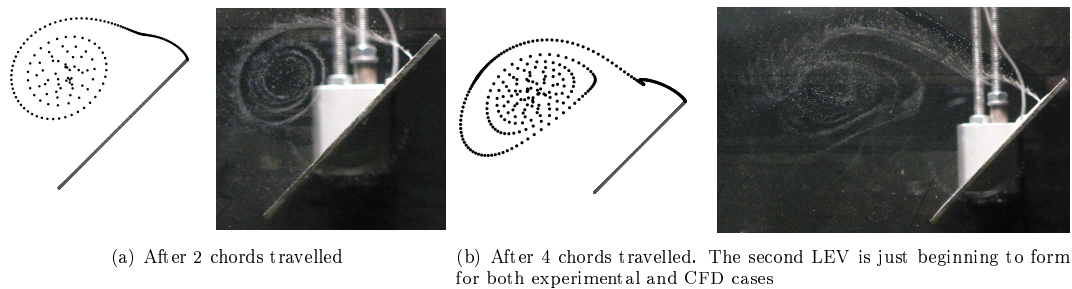 (a) After 2 chords travelled
(b) After 4 chords travelled. The second LEV is just beginning to form
for both experimental and CFD cases